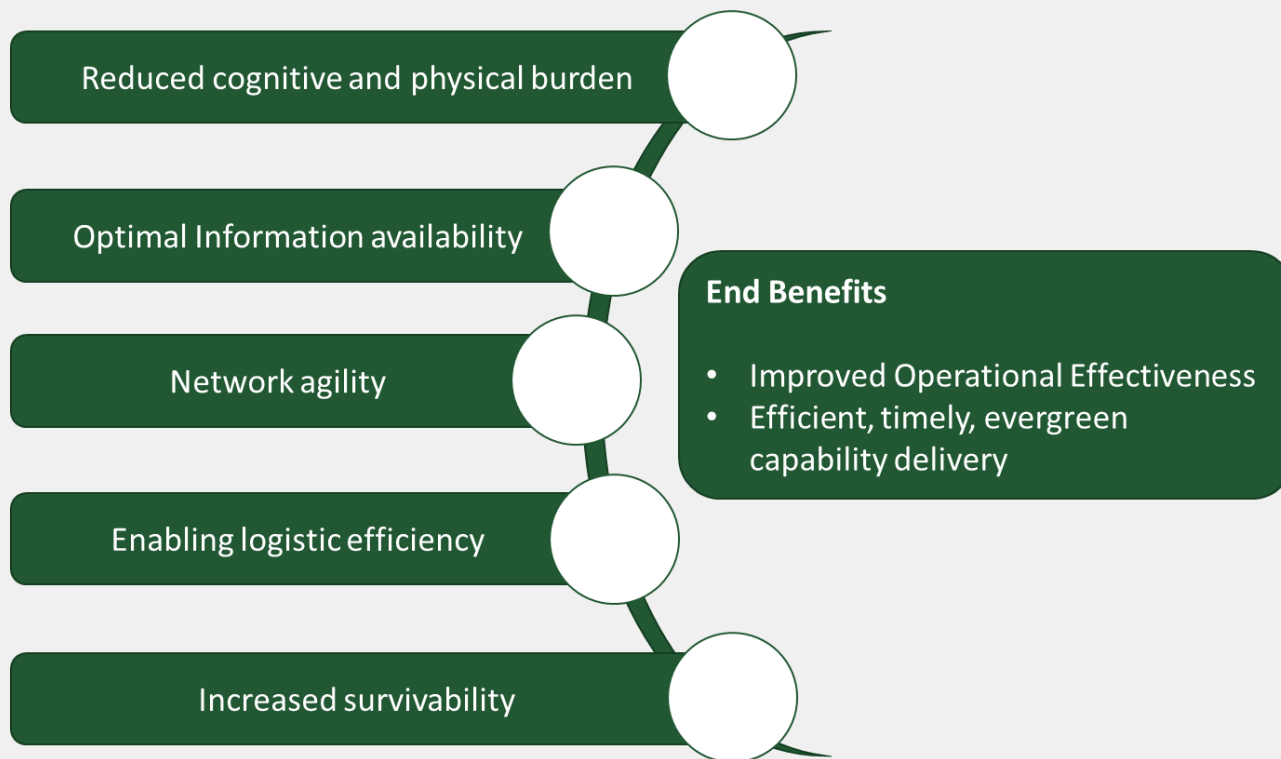 Reduced cognitive and physical burden
Optimal Information availability
Network agility
Enabling logistic efficiency
Increased survivability
End Benefits
• Improved Operational Effectiveness
• Efficient, timely, evergreen
capability delivery